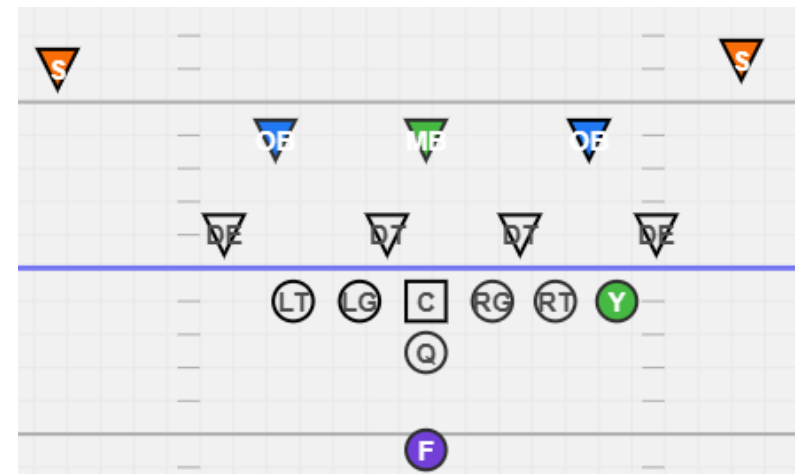 S S
OB MB OB
DE DT DT DE
LT LG C RG RT Y
Q
F